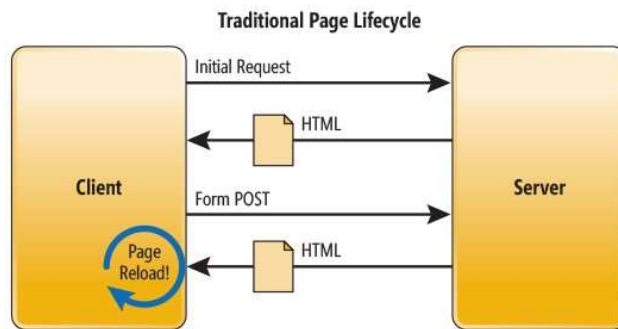 Traditional Page Lifecycle
Initial Request
HTML
Client
Server
Form POST
Page
Reload!
HTML